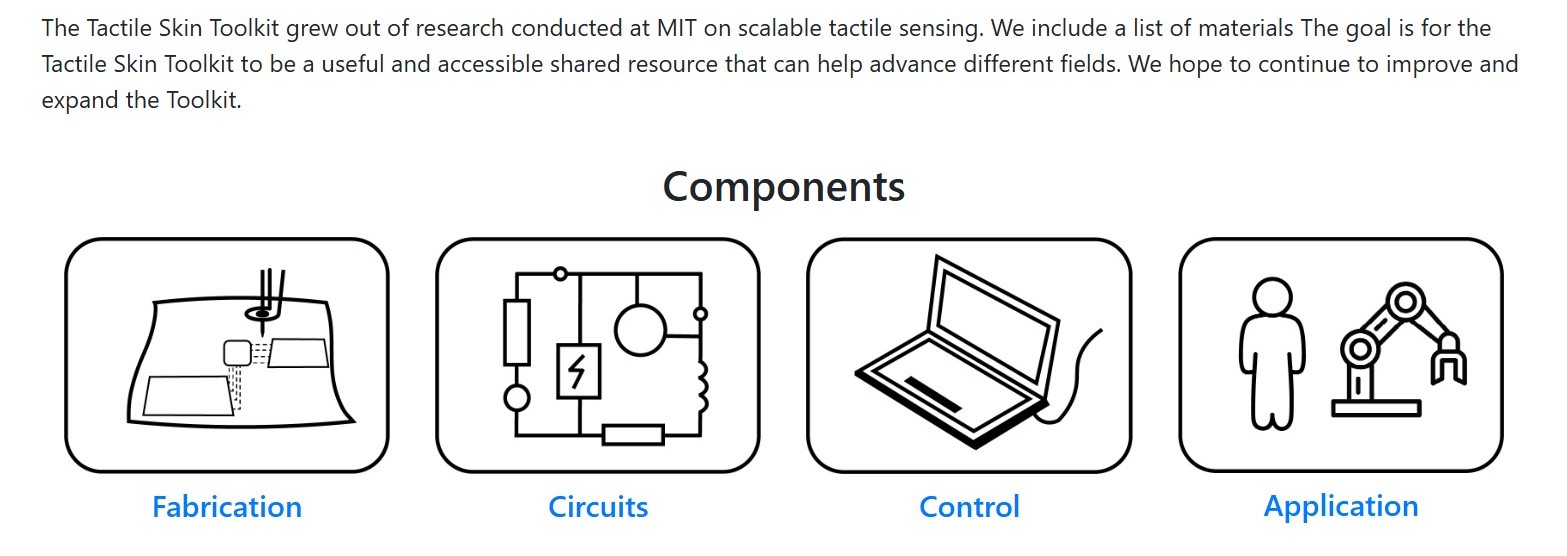 The Tactile Skin Toolkit grew out of research conducted at MIT on scalable tactile sensing. We include a list of materials The goal is for the
Tactile Skin Toolkit to be a useful and accessible shared resource that can help advance different fields. We hope to continue to improve and
expand the Toolkit.
Components
Fabrication
Circuits
Control
Application